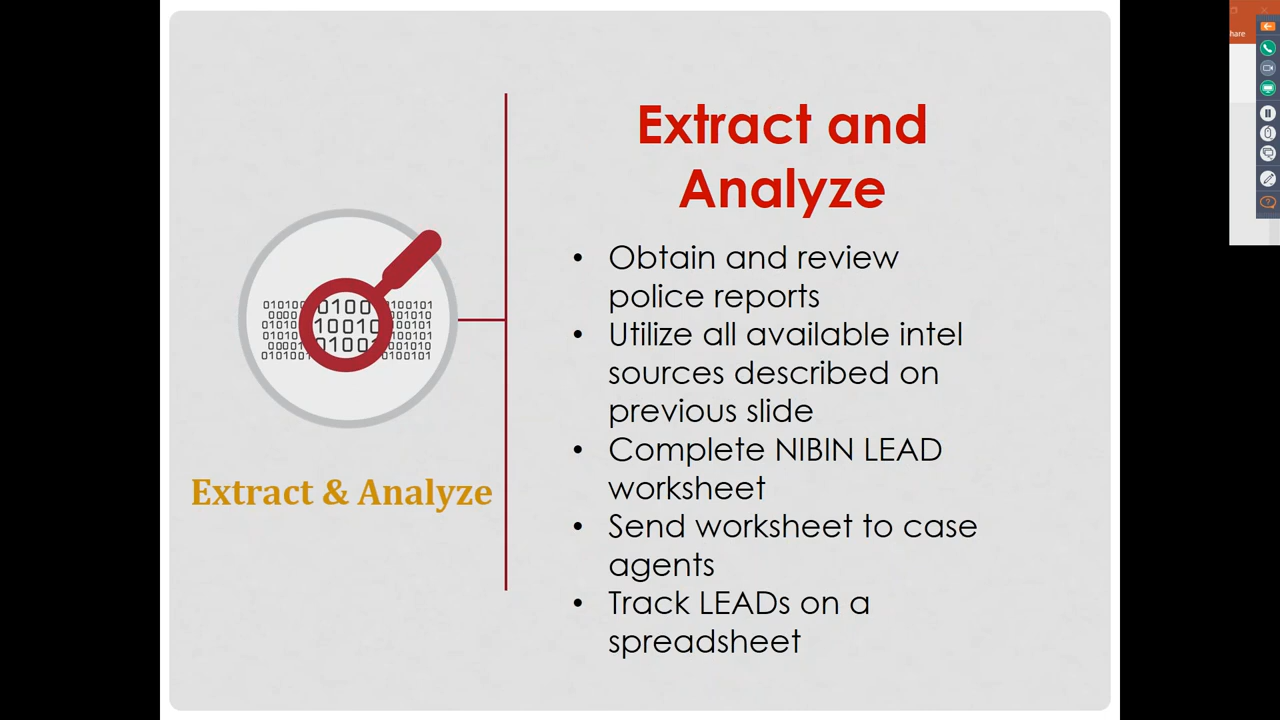 Extract and
Analyze
• Obtain and review
police reports
• Utilize all available intel
sources described on
previous slide
• Complete NIBIN LEAD
worksheet
• Send worksheet to case
agents
• Track LEADs on a
spreadsheet
Extract & Analyze
hare